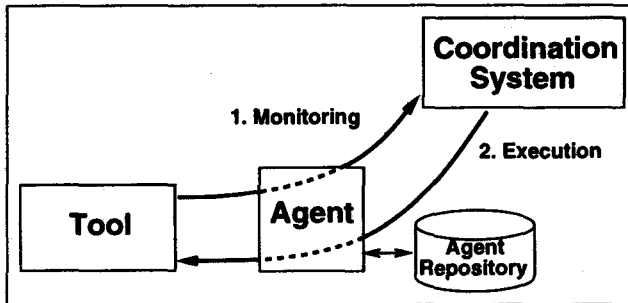 Coordination
System
1. Monitoring
2. Execution
Tool
Agent
Agent
Repository